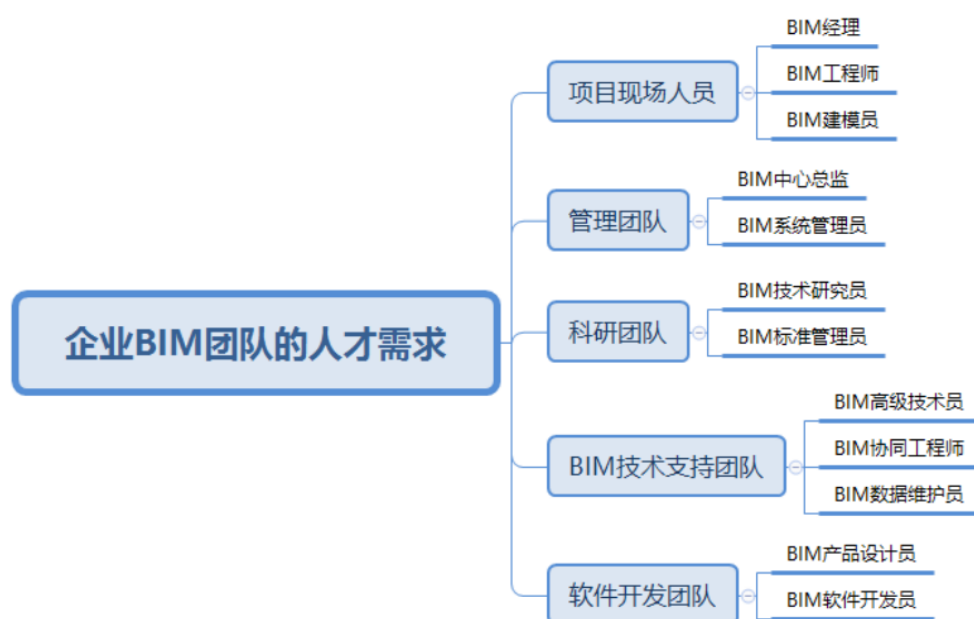 企业BIM团队的人才需求
项目现场人员
BIM经理
BIM工程师
BIM建模员
管理团队
BIM中心总监
BIM系统管理员
科研团队
BIM技术研究员
BIM标准管理员
BIM技术支持团队
BIM高级技术员
BIM协同工程师
BIM数据维护员
软件开发团队
BIM产品设计员
BIM软件开发员